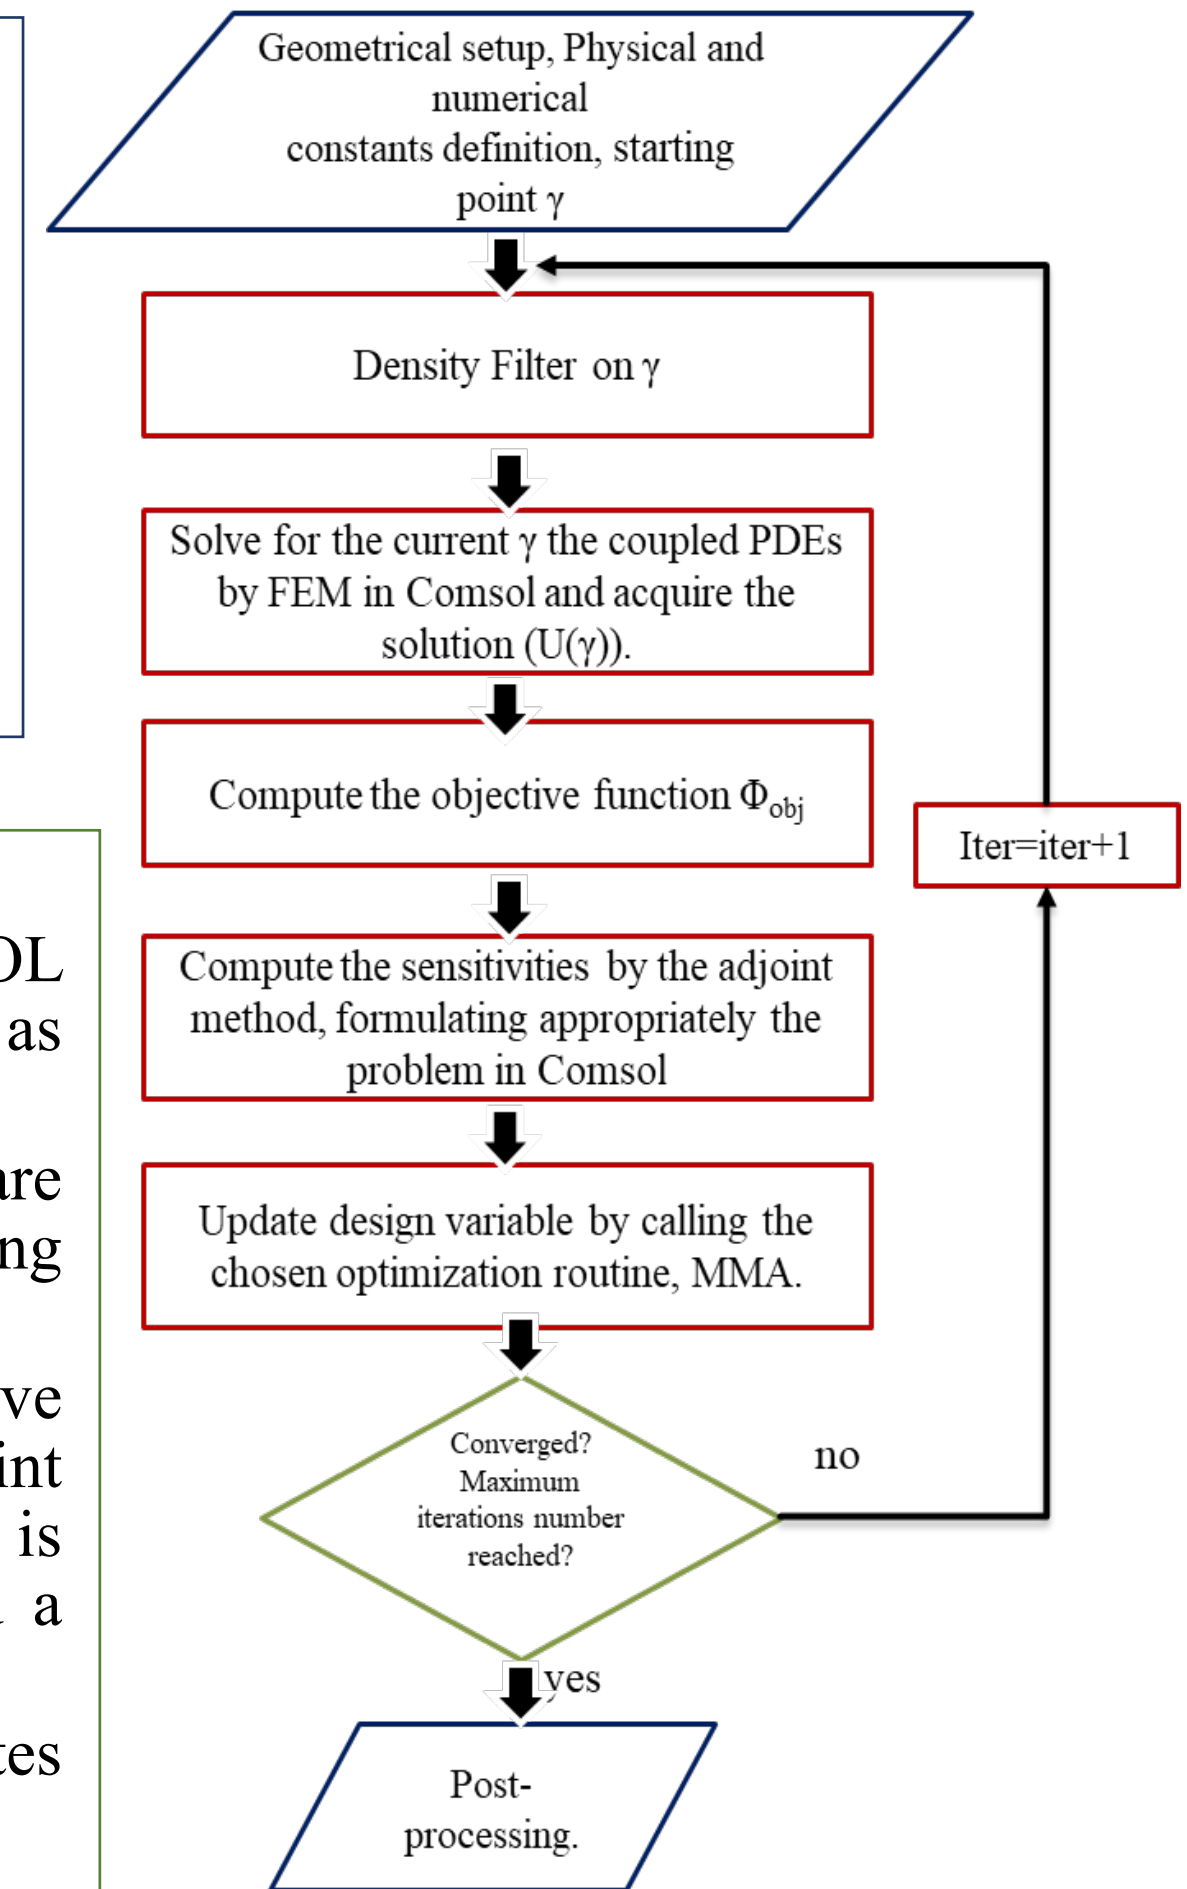 Geometrical setup, Physical and
numerical
constants definition, starting
point γ
Density Filter on γ
Solve for the current γ the coupled PDEs
by FEM in Comsol and acquire the
solution (U(γ)).
Compute the objective function Φobj
Iter=iter+1
Compute the sensitivities by the adjoint
method, formulating appropriately the
problem in Comsol
Update design variable by calling the
chosen optimization routine, MMA.
Converged?
Maximum
iterations number
reached?
no
yes
Post-
processing.
as
is
a